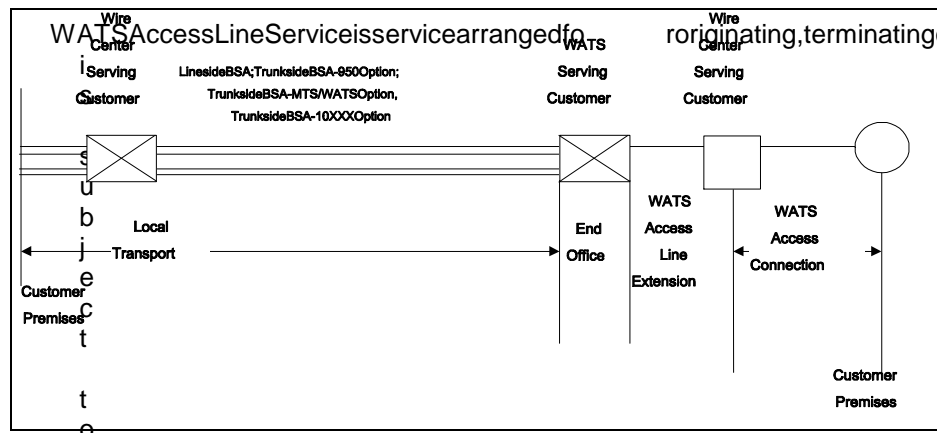 WATSAccessLineServiceisservicearrangedfo roriginating,terminating
Wire
Center
Serving
Customer
LinesideBSA;TrunksideBSA-950Option;
TrunksideBSA-MTS/WATSOption,
TrunksideBSA-10XXXOption
WATS
Serving
Customer
Wire
Center
Serving
Customer
i
s
s
u
b
j
e
c
t
t
Local
Transport
End
Office
WATS
Access
Line
Extension
WATS
Access
Connection
Customer
Premises
Customer
Premises